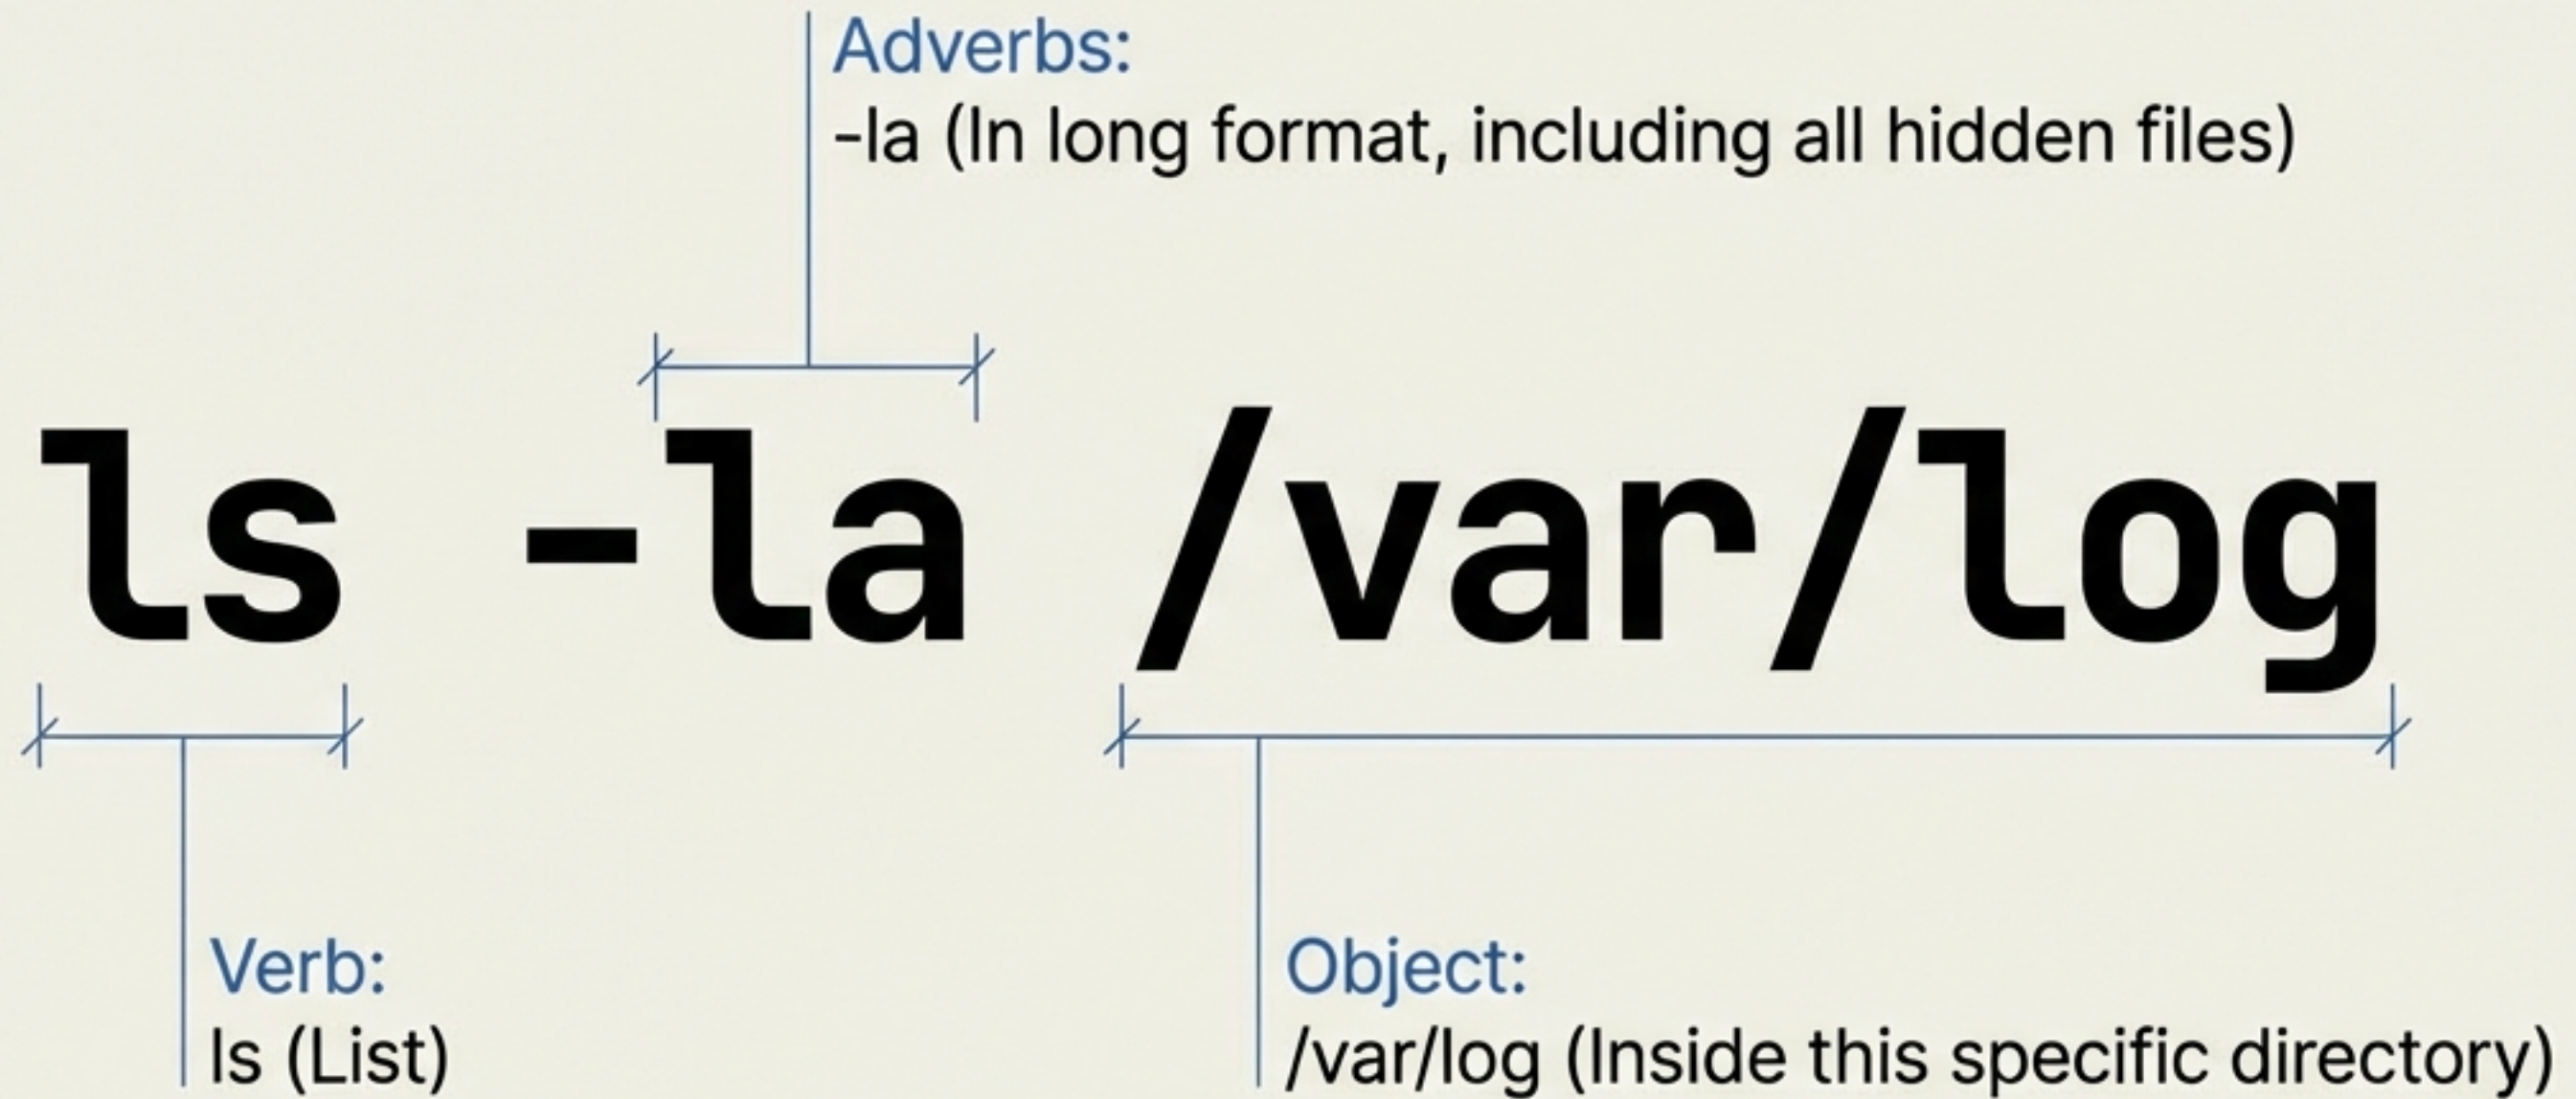 Adverbs:
-la (In long format, including all hidden files)
ls -la /var/log
Verb:
ls (List)
Object:
/var/log (Inside this specific directory)